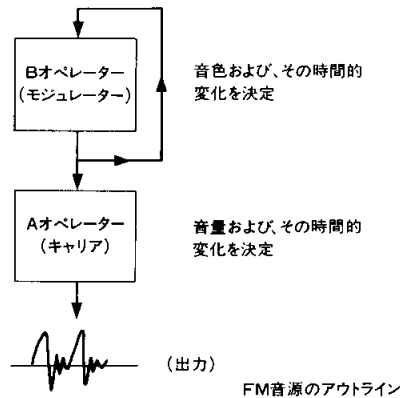 Bオペレーター
(モジュレーター)
音色および、その時間的
変化を決定
Aオペレーター
(キャリア)
音量および、その時間的
変化を決定
(出力)
FM音源のアウトライン